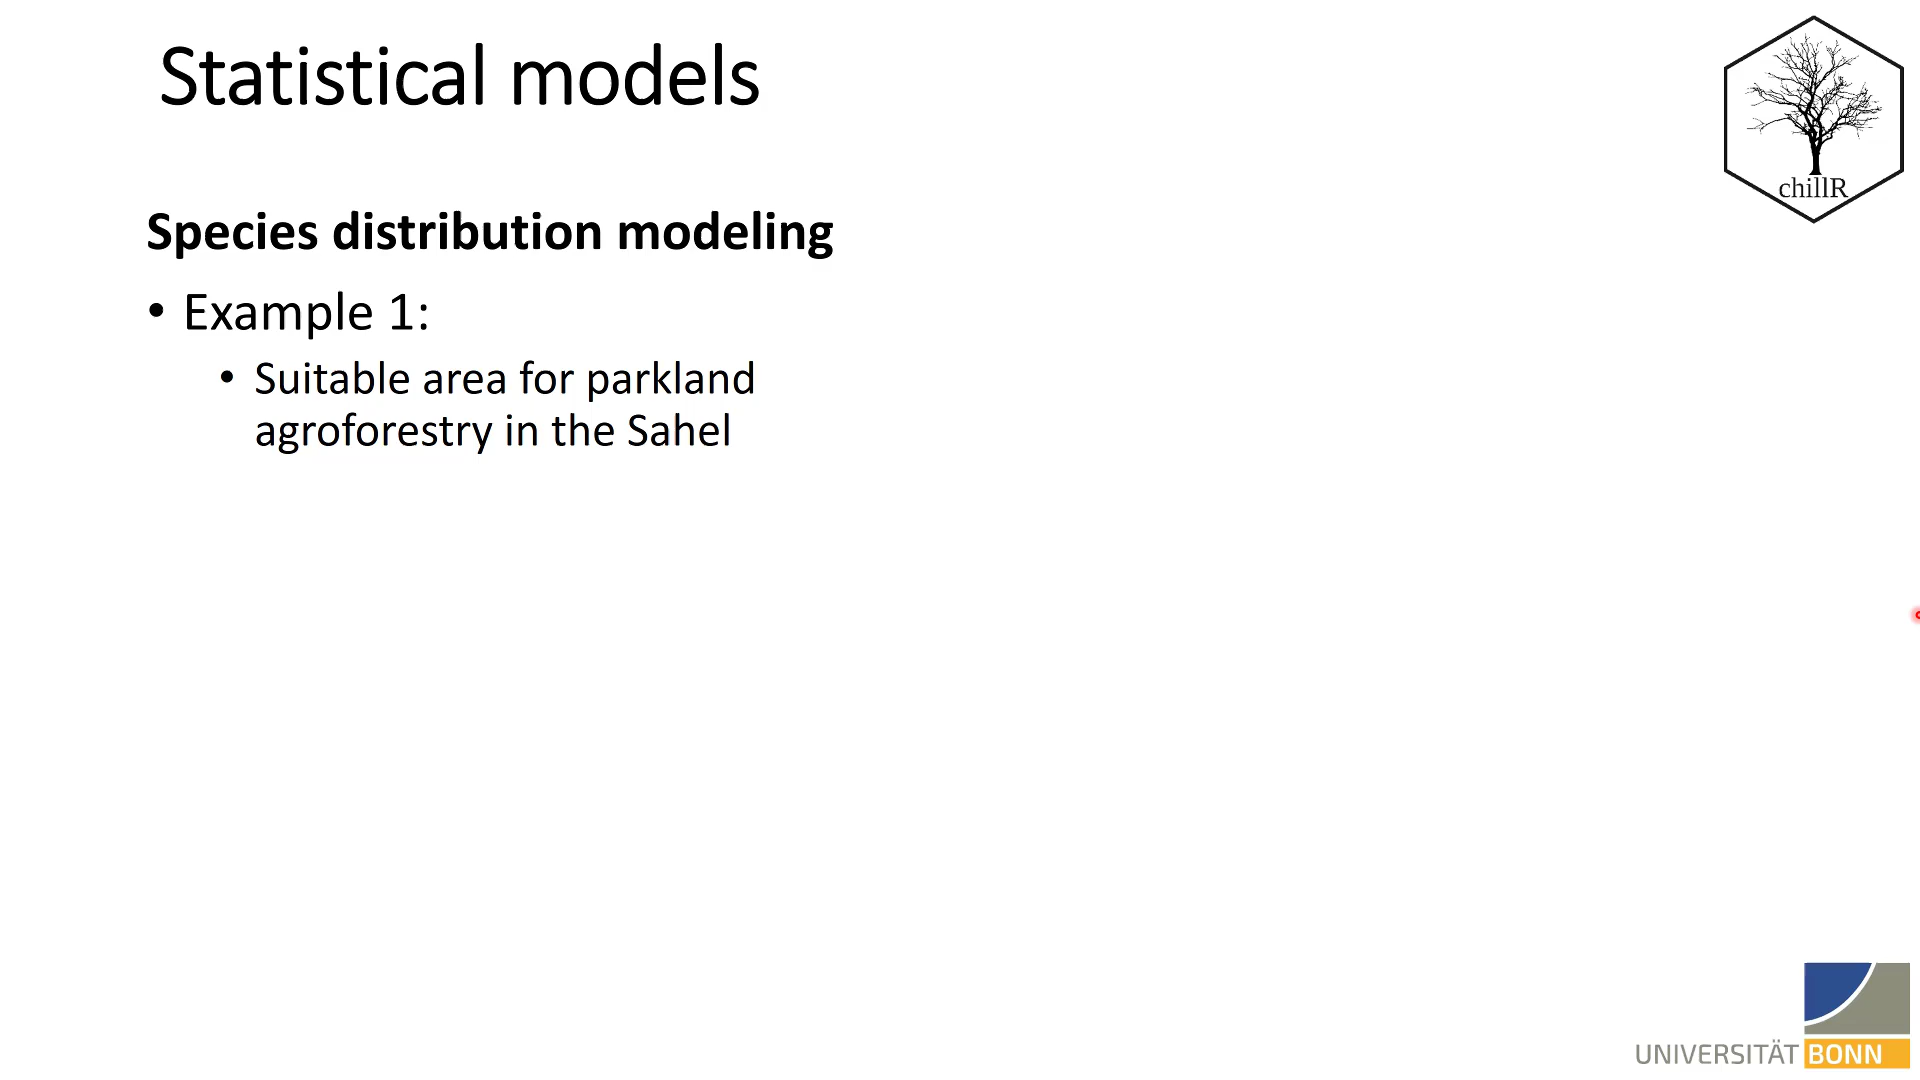 Statistical models
chillR
Species distribution modeling
• Example 1:
• Suitable area for parkland
agroforestry in the Sahel
UNIVERSITÄT BONN